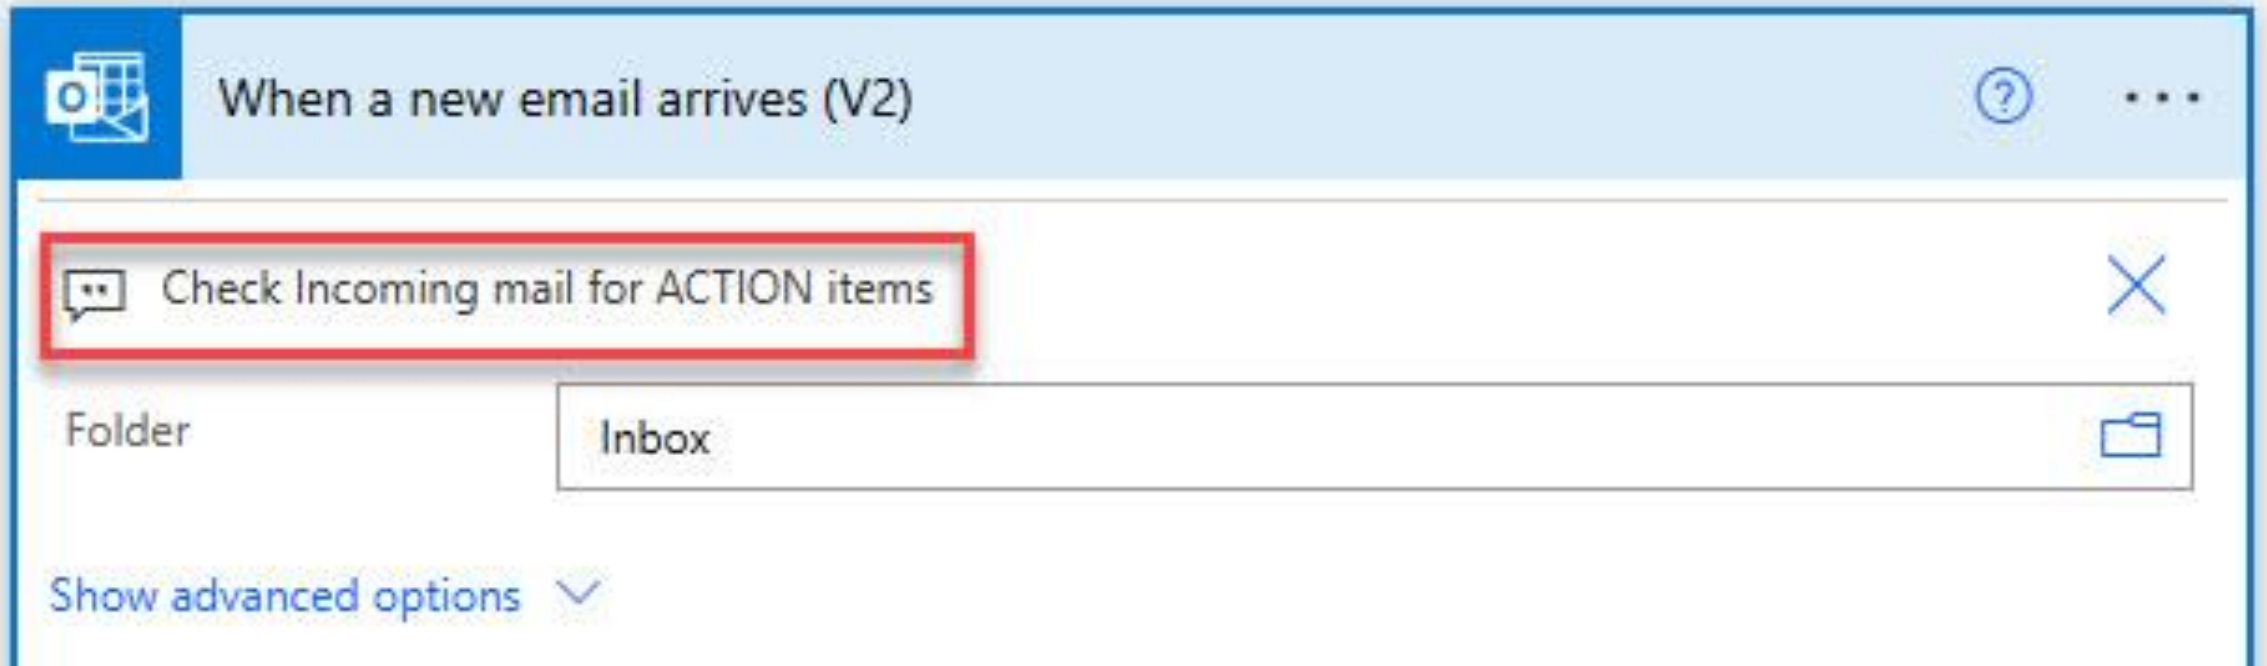 When a new email arrives (V2)
Check Incoming mail for ACTION items
Folder
Inbox
Show advanced options